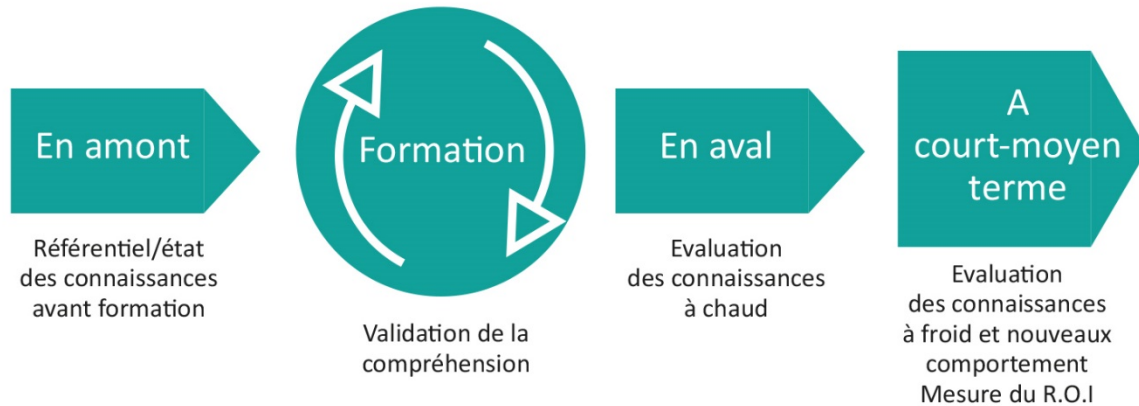 En amont
Référentiel/état
des connaissances
avant formation
Formation
Validation de la
compréhension
En aval
Evaluation
des connaissances
à chaud
A
court-moyen
terme
Evaluation
des connaissances
à froid et nouveaux
comportement
Mesure du R.O.I